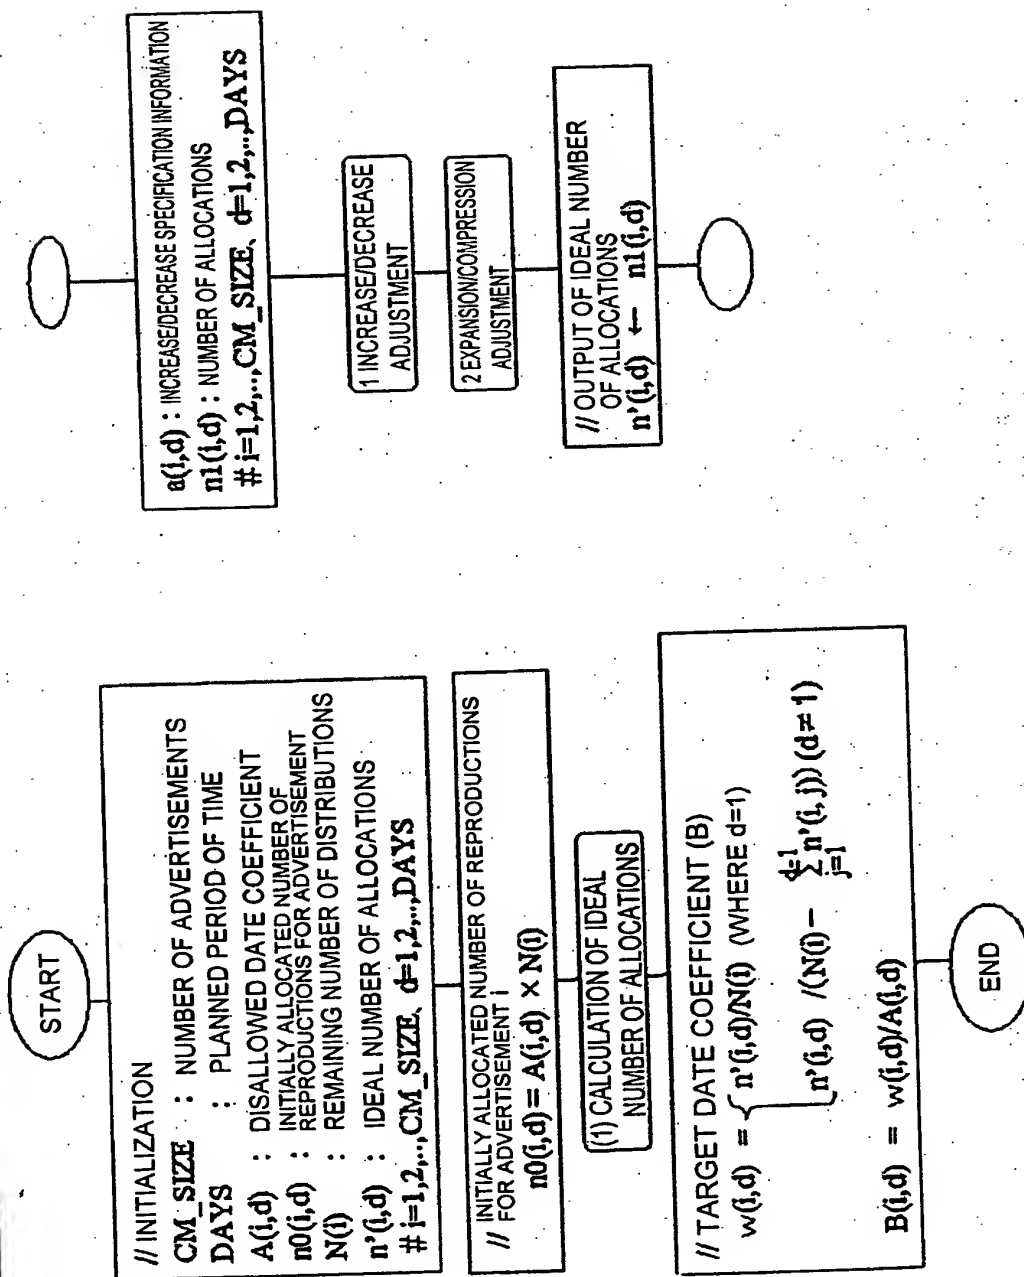 START
// INITIALIZATION
CM_SIZE : NUMBER OF ADVERTISEMENTS
DAYS : PLANNED PERIOD OF TIME
A(i,d) : DISALLOWED DATE COEFFICIENT
n0(i,d) : INITIALLY ALLOCATED NUMBER OF
REPRODUCTIONS FOR ADVERTISEMENT
N(i) : REMAINING NUMBER OF DISTRIBUTIONS
n'(i,d) : IDEAL NUMBER OF ALLOCATIONS
# i=1,2,..,CM_SIZE、d=1,2,..,DAYS
// INITIALLY ALLOCATED NUMBER OF REPRODUCTIONS
FOR ADVERTISEMENT i
n0(i,d) = A(i,d) × N(i)
(1) CALCULATION OF IDEAL
NUMBER OF ALLOCATIONS
// TARGET DATE COEFFICIENT (B)
w(i,d) = { n'(i,d)/N(i) (WHERE d=1)
n'(i,d) /(N(i)− d-1 Σ j=1 n'(i,j)) (d≠1)
B(i,d) = w(i,d)/A(i,d)
END
a(i,d) : INCREASE/DECREASE SPECIFICATION INFORMATION
n1(i,d) : NUMBER OF ALLOCATIONS
# i=1,2,..,CM_SIZE、d=1,2,..,DAYS
1 INCREASE/DECREASE
ADJUSTMENT
2 EXPANSION/COMPRESSION
ADJUSTMENT
// OUTPUT OF IDEAL NUMBER
OF ALLOCATIONS
n'(i,d) ← n1(i,d)